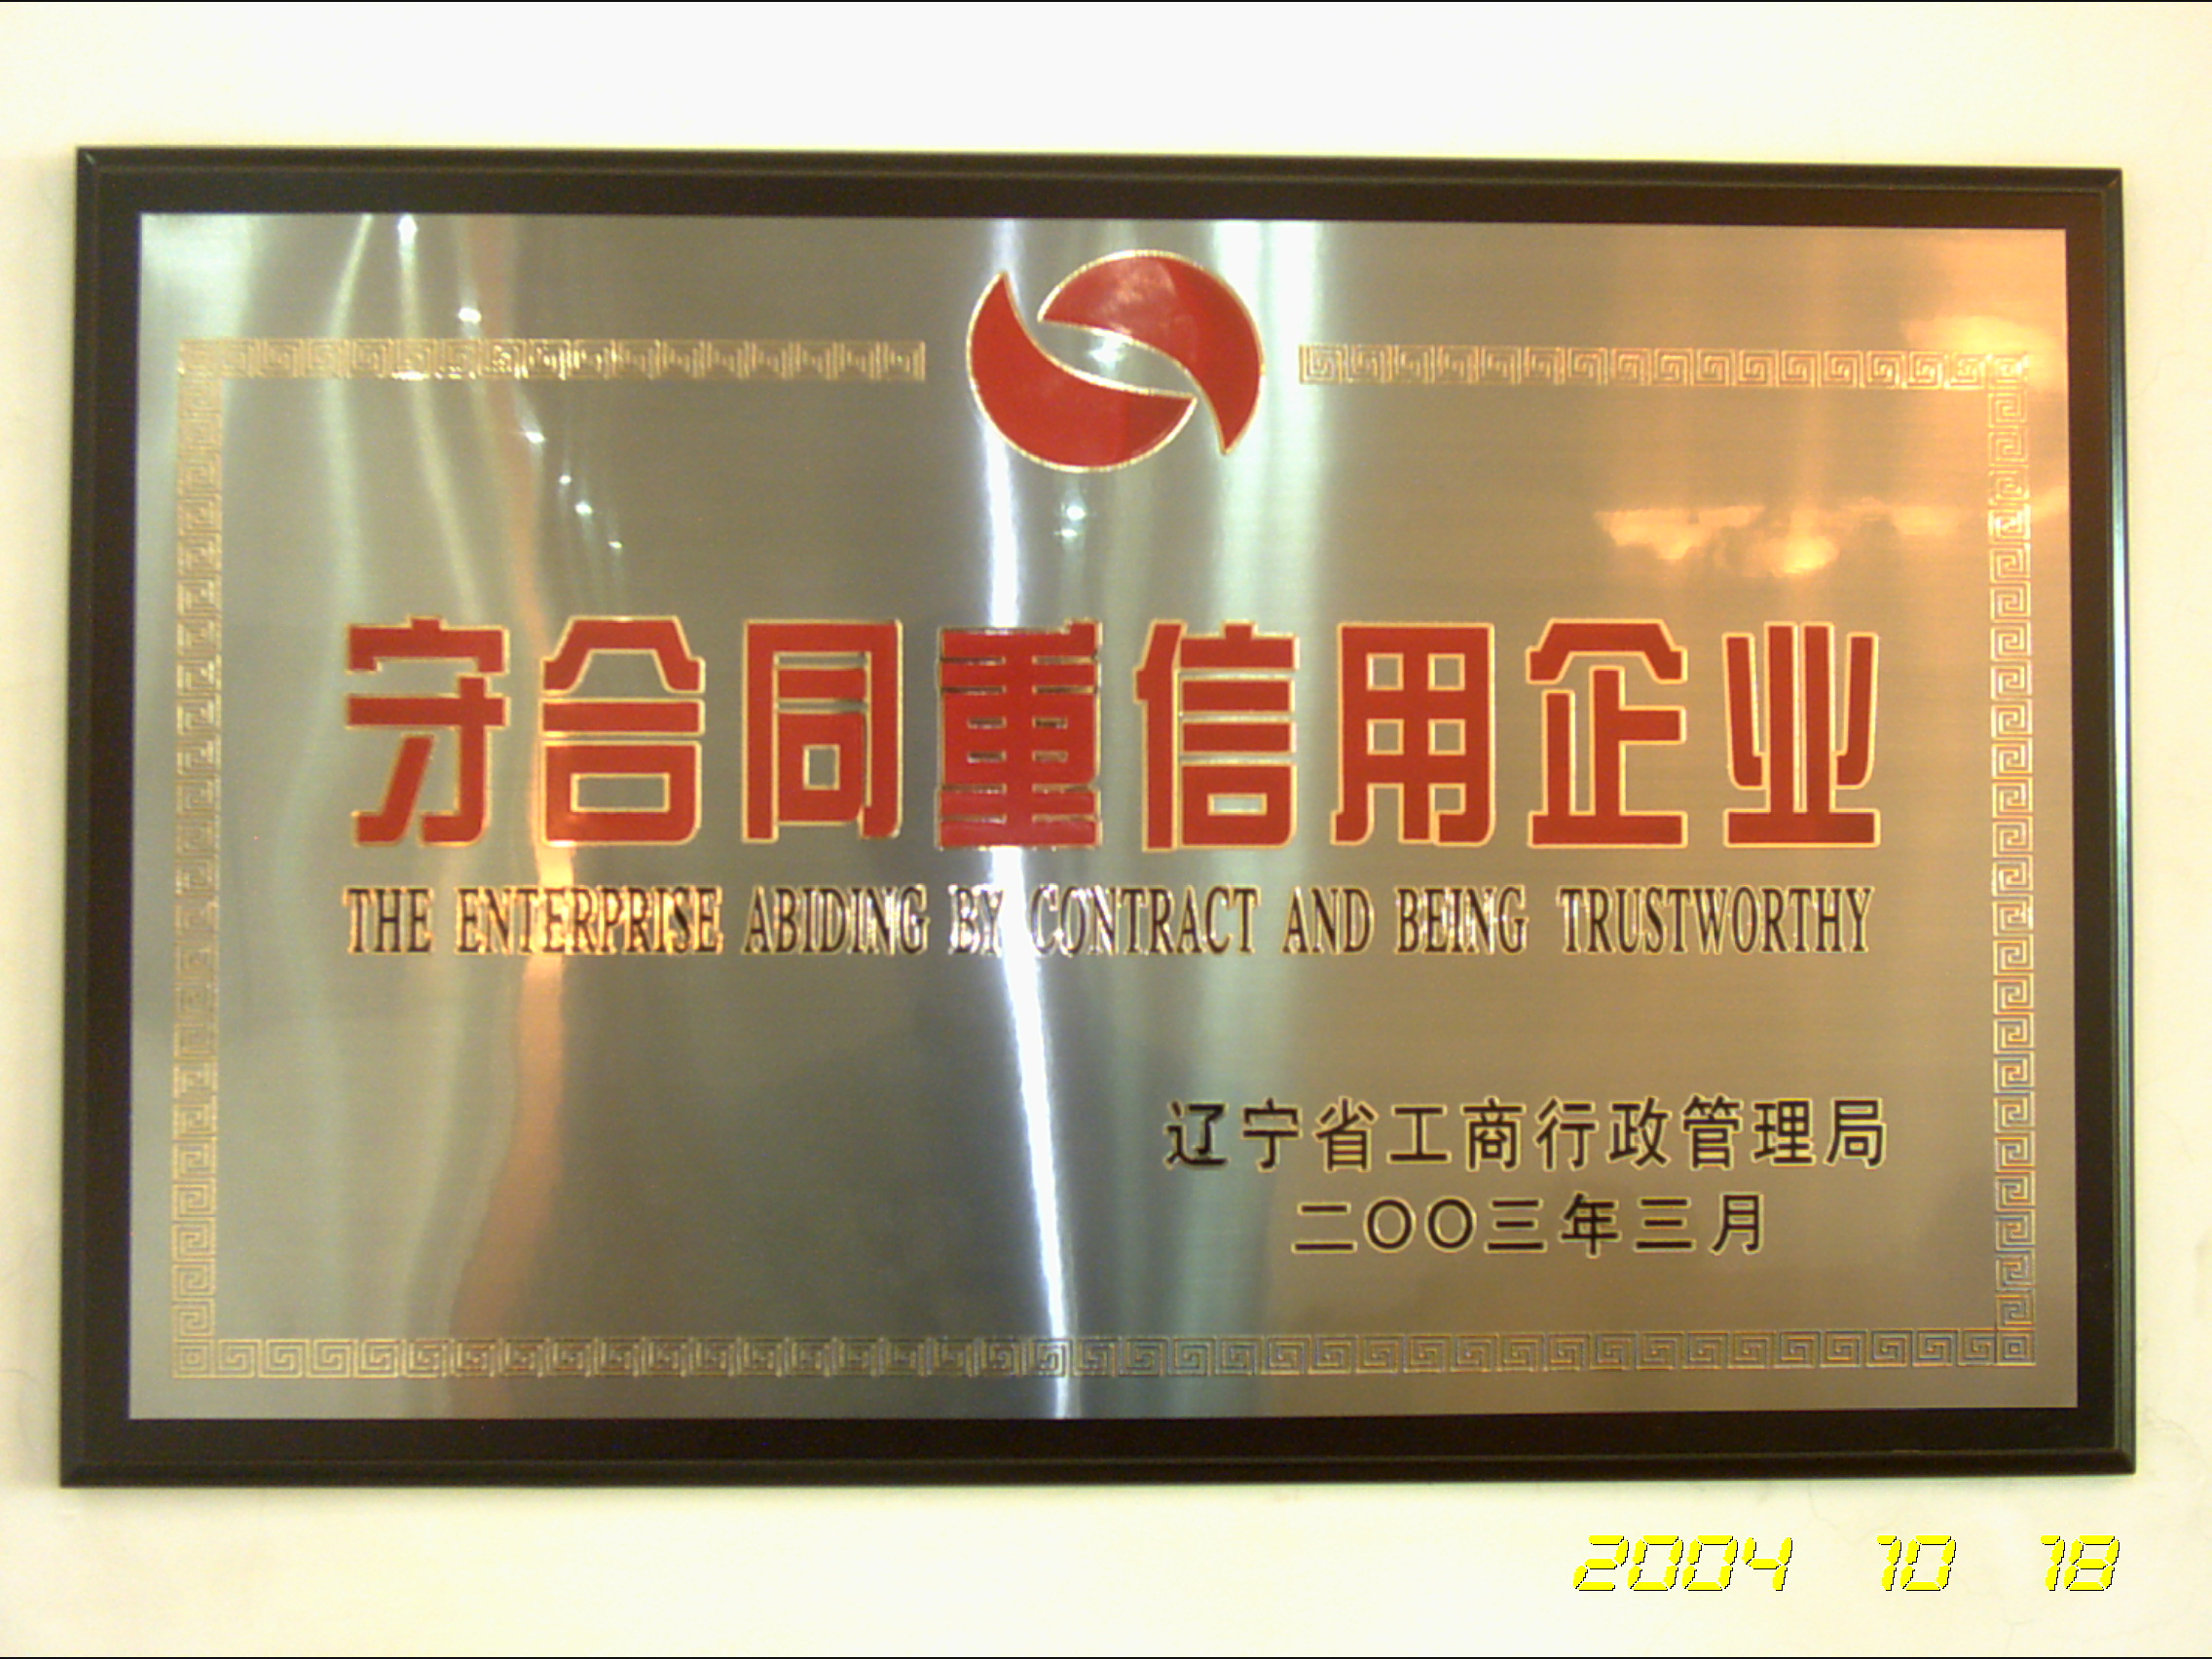 守合同重信用企业
THE ENTERPRISE ABIDING BY CONTRACT AND BEING TRUSTWORTHY
辽宁省工商行政管理局
二〇〇三年三月
2004 10 18